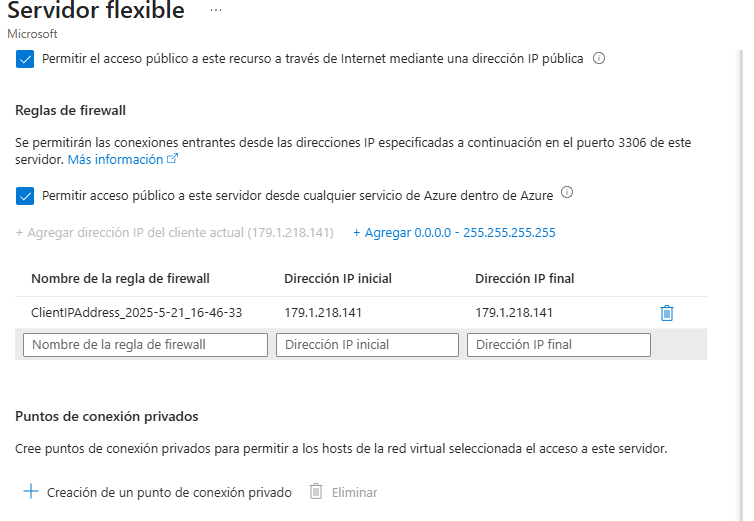 Servidor flexible ...
Microsoft
Permitir el acceso público a este recurso a través de Internet mediante una dirección IP pública
Reglas de firewall
Se permitirán las conexiones entrantes desde las direcciones IP especificadas a continuación en el puerto 3306 de este
servidor. Más información
Permitir acceso público a este servidor desde cualquier servicio de Azure dentro de Azure
+ Agregar dirección IP del cliente actual (179.1.218.141) + Agregar 0.0.0.0 - 255.255.255.255
Nombre de la regla de firewall Dirección IP inicial Dirección IP final
ClientIPAddress_2025-5-21_16-46-33 179.1.218.141 179.1.218.141
Nombre de la regla de firewall Dirección IP inicial Dirección IP final
Puntos de conexión privados
Cree puntos de conexión privados para permitir a los hosts de la red virtual seleccionada el acceso a este servidor.
+ Creación de un punto de conexión privado Eliminar